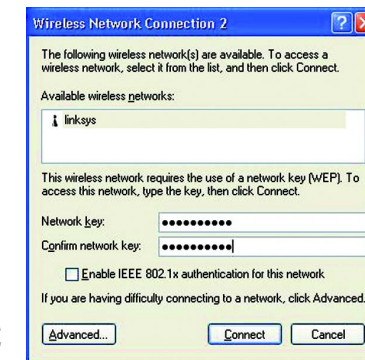 Wireless Network Connection 2
The following wireless network(s) are available. To access a
wireless network, select it from the list, and then click Connect.
Available wireless networks:
linksys
This wireless network requires the use of a network key (WEP). To
access this network, type the key, then click Connect.
Network key: ●●●●●●●●●●
Confirm network key: ●●●●●●●●●●
Enable IEEE 802.1x authentication for this network
If you are having difficulty connecting to a network, click Advanced.
Advanced... Connect Cancel